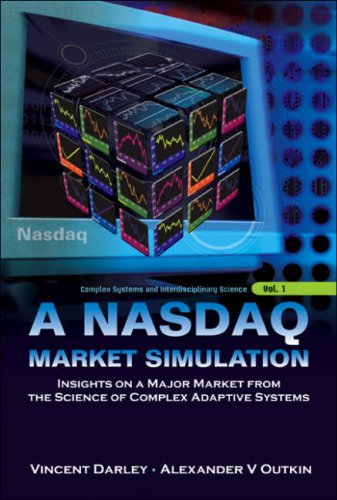 Nasdaq
Complex Systems and Interdisciplinary Science Vol. 1
A NASDAQ
MARKET SIMULATION
INSIGHTS ON A MAJOR MARKET FROM
THE SCIENCE OF COMPLEX ADAPTIVE SYSTEMS
VINCENT DARLEY • ALEXANDER V OUTKIN